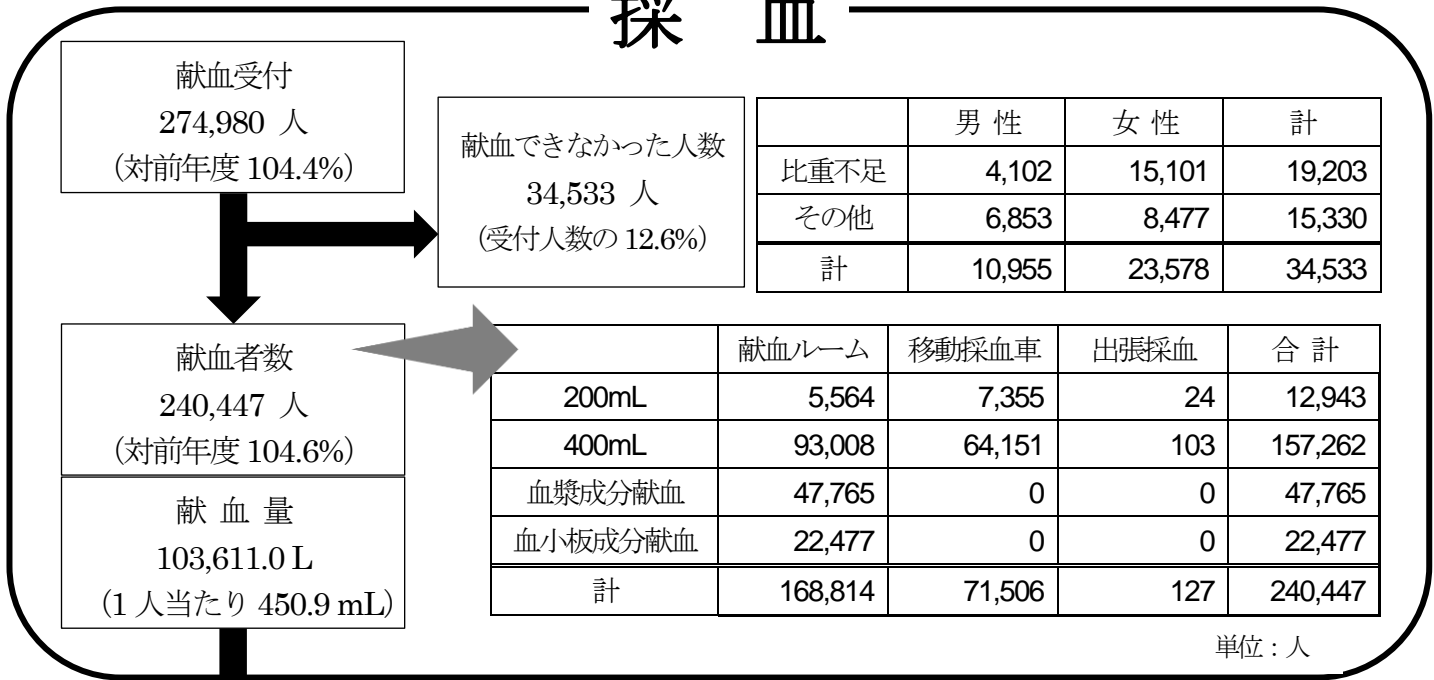 採 血
献血受付
274,980 人
(対前年度 104.4%)
献血できなかった人数
34,533 人
(受付人数の 12.6%)
男 性 女 性 計
比重不足 4,102 15,101 19,203
その他 6,853 8,477 15,330
計 10,955 23,578 34,533
献血者数
240,447 人
(対前年度 104.6%)
献 血 量
103,611.0 L
(1 人当たり 450.9 mL)
献血ルーム 移動採血車 出張採血 合 計
200mL 5,564 7,355 24 12,943
400mL 93,008 64,151 103 157,262
血漿成分献血 47,765 0 0 47,765
血小板成分献血 22,477 0 0 22,477
計 168,814 71,506 127 240,447
単位：人